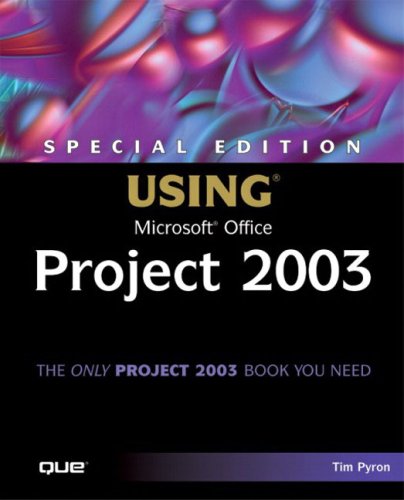 SPECIAL EDITION
USING®
Microsoft® Office
Project 2003
THE ONLY PROJECT 2003 BOOK YOU NEED
que®
Tim Pyron